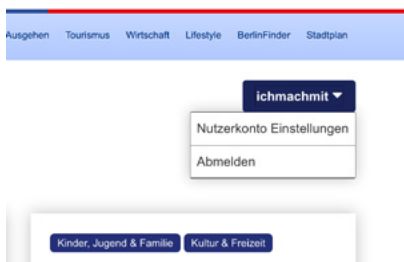 Ausgehen Tourismus Wirtschaft Lifestyle BerlinFinder Stadtplan
ichmachmit
Nutzerkonto Einstellungen
Abmelden
Kinder, Jugend & Familie Kultur & Freizeit